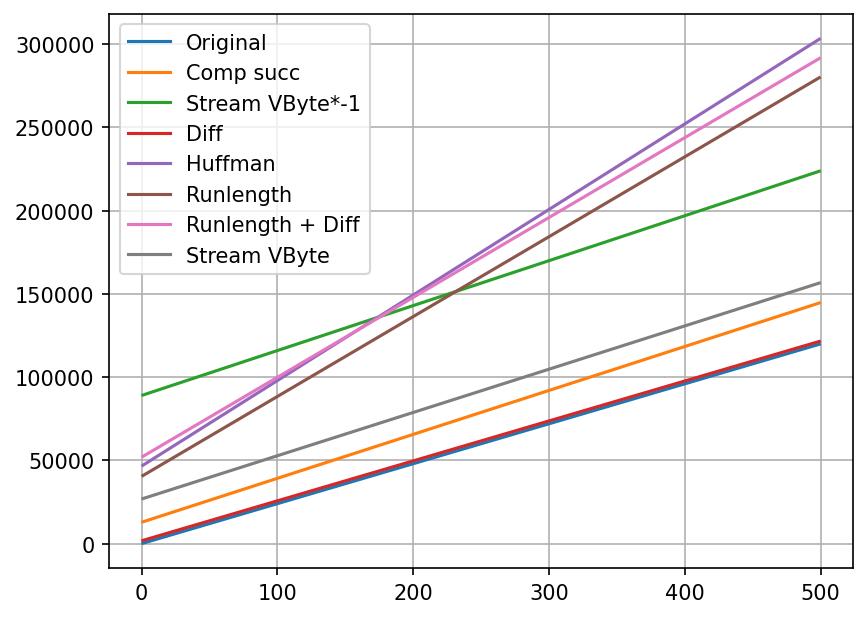 300000
250000
200000
150000
100000
50000
0
Original
Comp succ
Stream VByte*-1
Diff
Huffman
Runlength
Runlength + Diff
Stream VByte
0 100 200 300 400 500